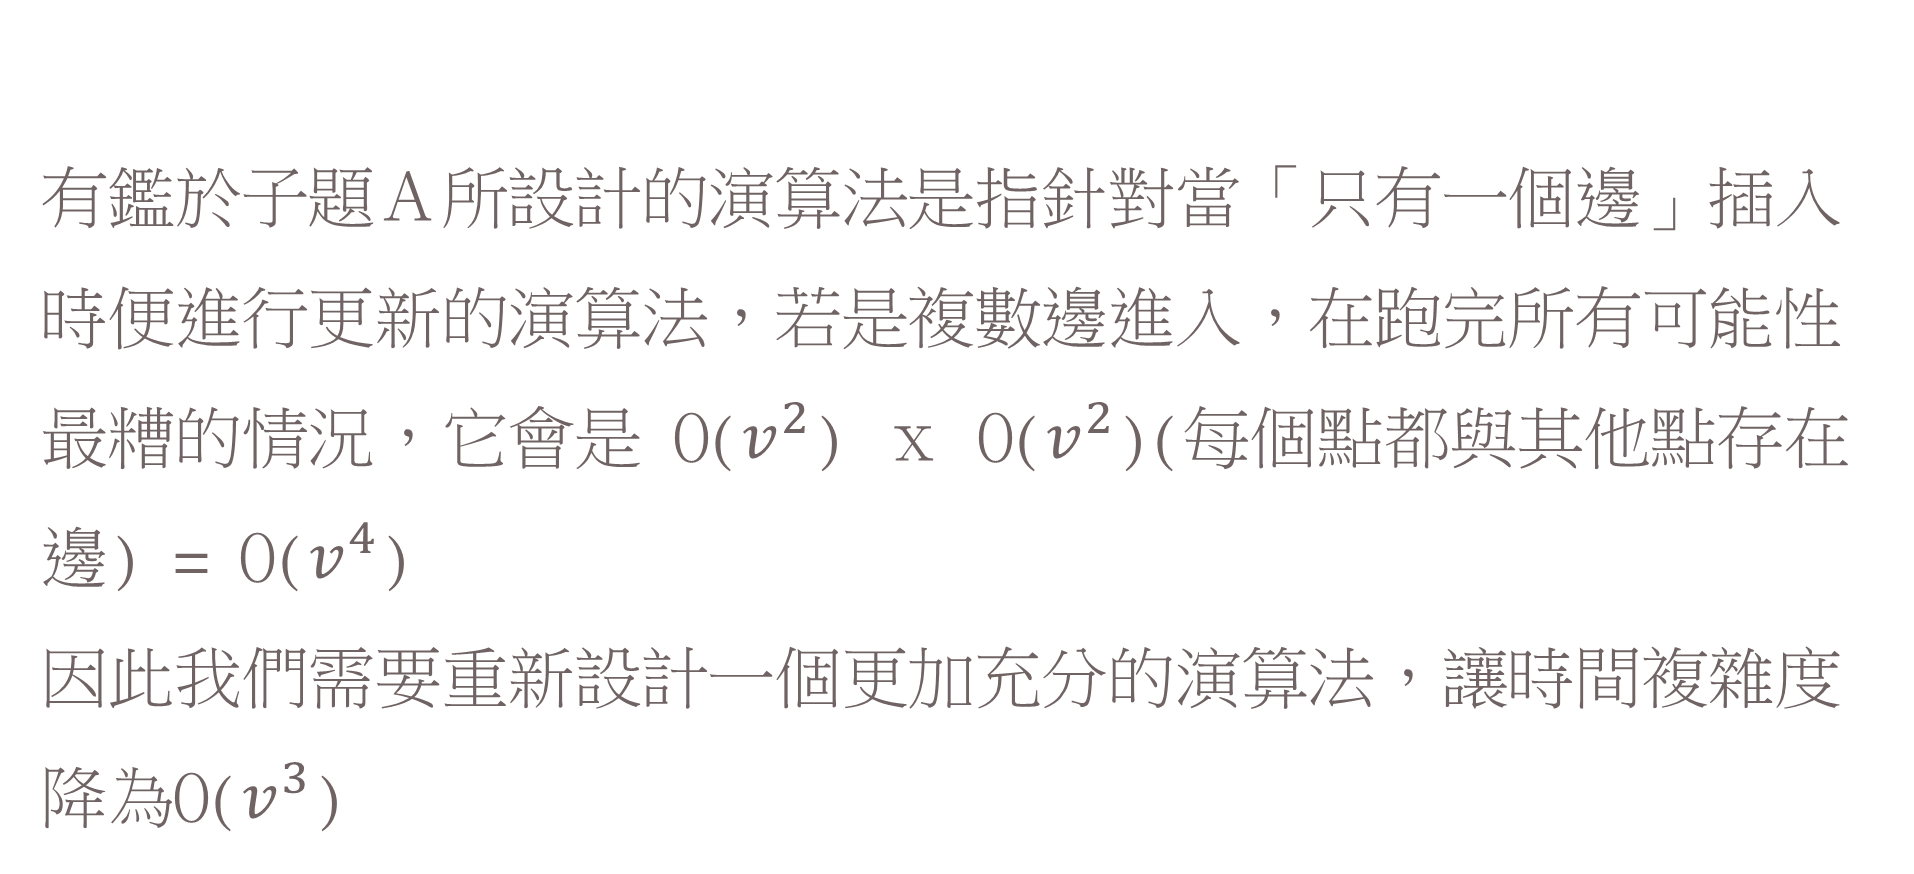 有鑑於子題A所設計的演算法是指針對當「只有一個邊」插入
時便進行更新的演算法，若是複數邊進入，在跑完所有可能性
最糟的情況，它會是 O(𝒗²) x O(𝒗²)(每個點都與其他點存在
邊) = O(𝒗⁴)
因此我們需要重新設計一個更加充分的演算法，讓時間複雜度
降為O(𝒗³)